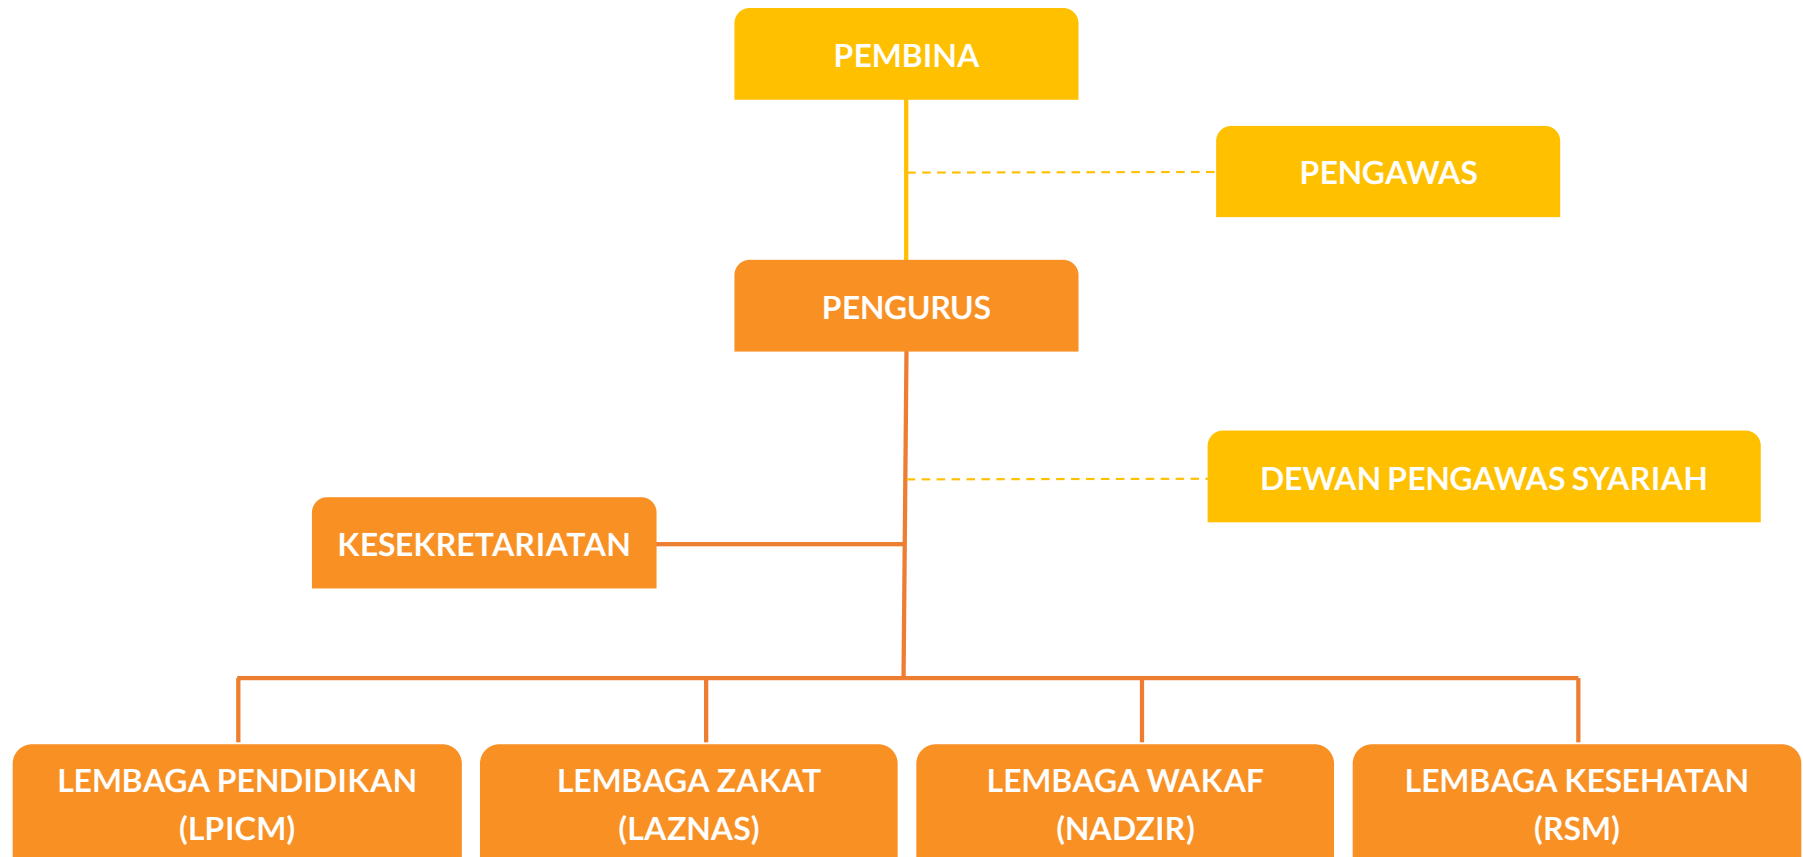 PEMBINA
PENGAWAS
PENGURUS
DEWAN PENGAWAS SYARIAH
KESEKRETARIATAN
LEMBAGA PENDIDIKAN
(LPICM)
LEMBAGA ZAKAT
(LAZNAS)
LEMBAGA WAKAF
(NADZIR)
LEMBAGA KESEHATAN
(RSM)